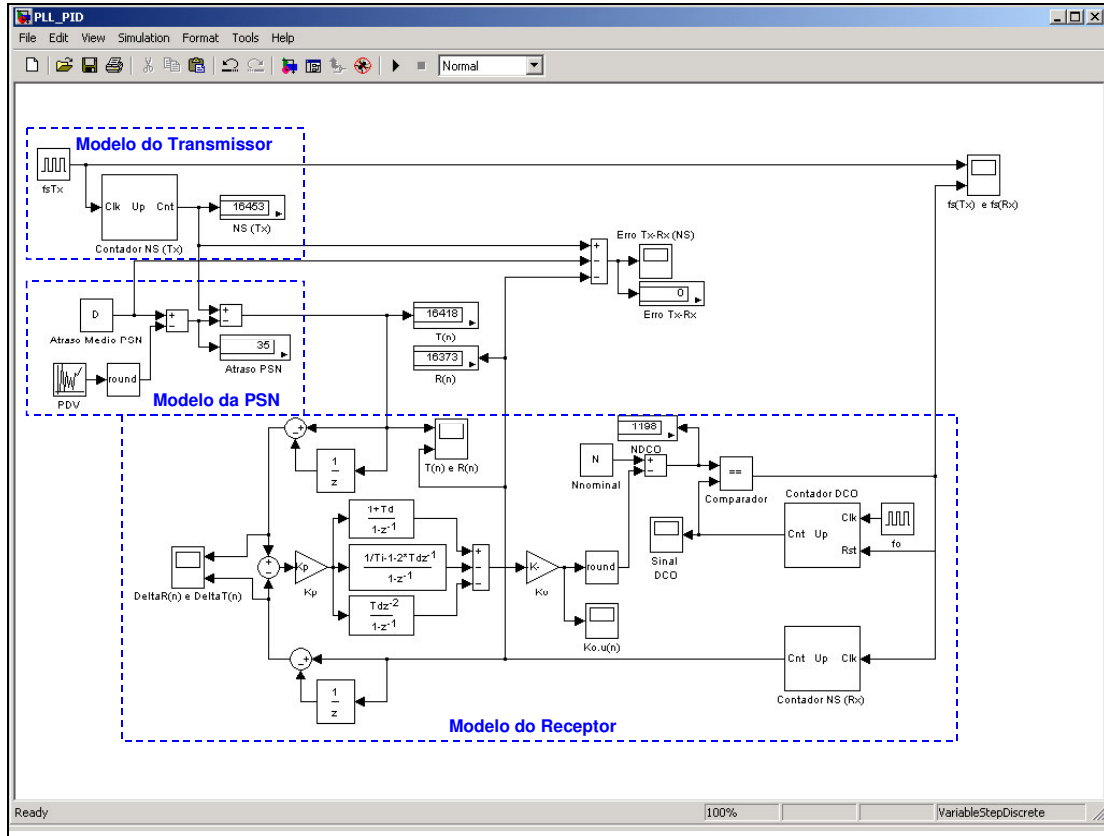 PLL_PID
File Edit View Simulation Format Tools Help
Normal
Modelo do Transmissor
fsTx
Clk Up Cnt
Contador NS (Tx)
16453
NS (Tx)
fs(Tx) e fs(Rx)
Erro Tx-Rx (NS)
+
−
−
0
Erro Tx-Rx
D
Atraso Medio PSN
+
−
+
−
35
Atraso PSN
PDV
round
Modelo da PSN
16418
T(n)
16373
R(n)
− +
1
z
T(n) e R(n)
1198
NDCO
N
Nnominal
+
−
==
Comparador
Contador DCO
Clk
Cnt Up
Rst
fo
Sinal
DCO
DeltaR(n) e DeltaT(n)
+
−
Kp
Kp
1+Td
1-z⁻¹
1/Ti-1-2*Tdz⁻¹
1-z⁻¹
Tdz⁻²
1-z⁻¹
+
−
−
K-
round
Ko.u(n)
− +
1
z
Cnt Up Clk
Contador NS (Rx)
Modelo do Receptor
Ready 100% VariableStepDiscrete